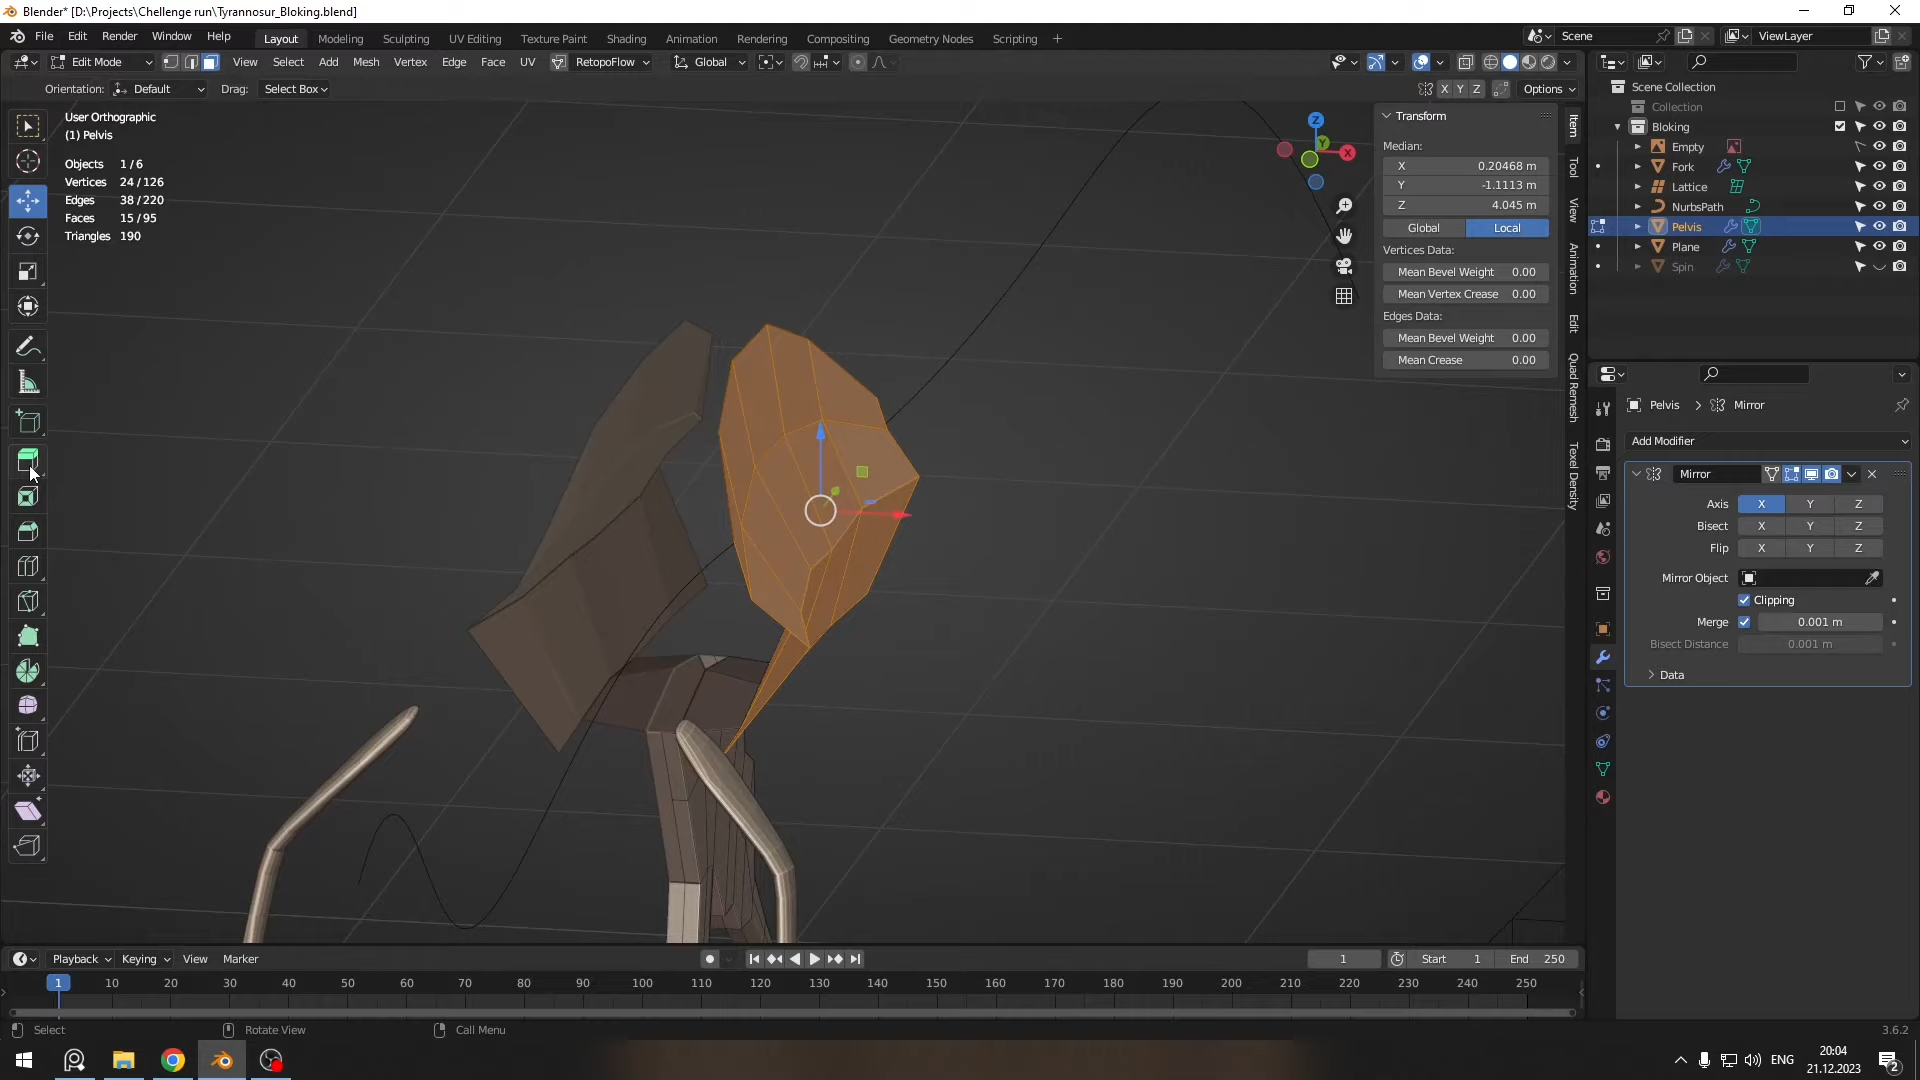 Blender* [D:\Projects\Chellenge run\Tyrannosur_Bloking.blend]
File Edit Render Window Help Layout Modeling Sculpting UV Editing Texture Paint Shading Animation Rendering Compositing Geometry Nodes Scripting + Scene ViewLayer
Edit Mode View Select Add Mesh Vertex Edge Face UV RetopoFlow Global
Orientation: Default Drag: Select Box X Y Z Options
User Orthographic
(1) Pelvis
Objects 1 / 6
Vertices 24 / 126
Edges 38 / 220
Faces 15 / 95
Triangles 190
Z
Y
X
Transform
Median:
X 0.20468 m
Y -1.1113 m
Z 4.045 m
Global Local
Vertices Data:
Mean Bevel Weight 0.00
Mean Vertex Crease 0.00
Edges Data:
Mean Bevel Weight 0.00
Mean Crease 0.00
Item
Tool
View
Animation
Edit
Quad Remesh
Texel Density
Scene Collection
Collection
Bloking
Empty
Fork
Lattice
NurbsPath
Pelvis
Plane
Spin
Pelvis > Mirror
Add Modifier
Mirror
Axis X Y Z
Bisect X Y Z
Flip X Y Z
Mirror Object
Clipping
Merge 0.001 m
Bisect Distance 0.001 m
Data
Playback Keying View Marker 1 Start 1 End 250
1 10 20 30 40 50 60 70 80 90 100 110 120 130 140 150 160 170 180 190 200 210 220 230 240 250
Select Rotate View Call Menu 3.6.2
ENG
20:04
21.12.2023
2